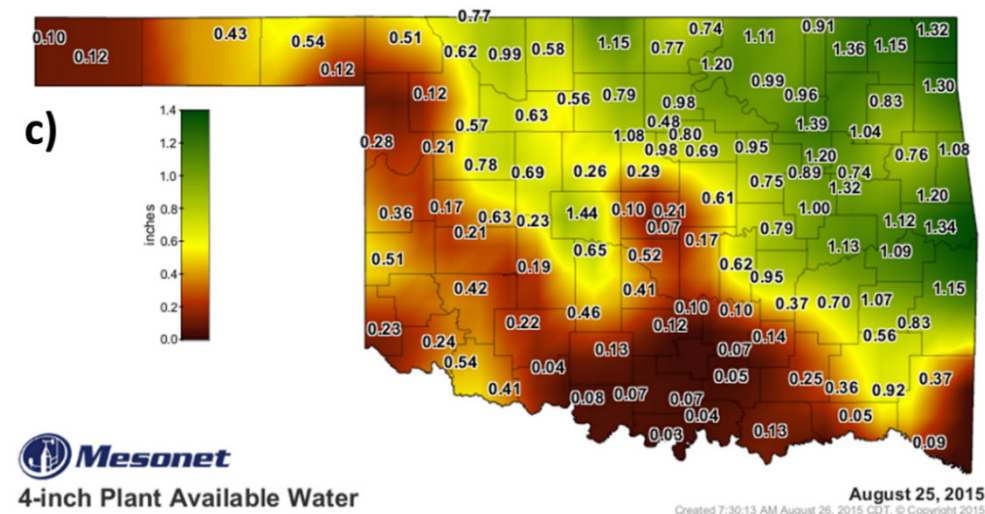 0.77
0.10 0.43 0.54 0.51 0.62 0.99 0.58 1.15 0.77 0.74 1.11 0.91 1.36 1.15 1.32
0.12 0.12 1.20
0.12 0.56 0.79 0.98 0.99 0.96 0.83 1.30
c)
0.57 0.63 0.48 1.39 1.04
0.28 0.21 1.08 0.80 0.98 0.69 0.95 1.20 0.76 1.08
0.78 0.69 0.26 0.29 0.75 0.89 0.74 1.32
0.36 0.17 0.63 0.23 1.44 0.10 0.21 0.61 1.00 1.20
0.21 0.07 0.79 1.12 1.34
0.51 0.19 0.65 0.52 0.17 0.62 1.13 1.09
0.42 0.41 0.95 1.15
0.23 0.22 0.46 0.10 0.10 0.37 0.70 1.07
0.24 0.12 0.14 0.56 0.83
0.54 0.04 0.13 0.07
0.41 0.05 0.25 0.36 0.92 0.37
0.08 0.07 0.07 0.04 0.05
0.03 0.13 0.09
1.4
1.2
1.0
0.8
0.6
0.4
0.2
0.0
inches
Mesonet
4-inch Plant Available Water
August 25, 2015
Created 7:30:13 AM August 26, 2015 CDT. © Copyright 2015